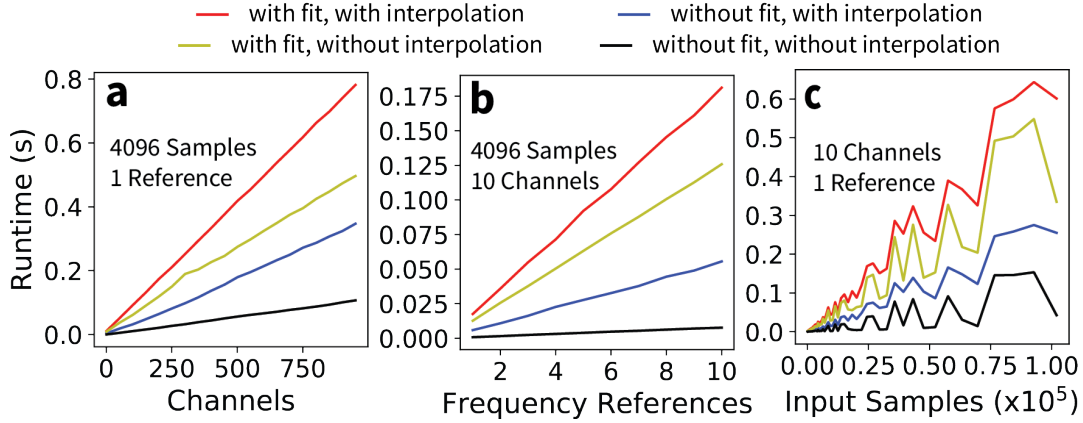 with fit, with interpolation
without fit, with interpolation
with fit, without interpolation
without fit, without interpolation
Runtime (s)
a
4096 Samples
1 Reference
0.8
0.6
0.4
0.2
0.0
0 250 500 750
Channels
b
4096 Samples
10 Channels
0.175
0.150
0.125
0.100
0.075
0.050
0.025
0.000
2 4 6 8 10
Frequency References
c
10 Channels
1 Reference
0.6
0.5
0.4
0.3
0.2
0.1
0.0
0.00 0.25 0.50 0.75 1.00
Input Samples (x10⁵)